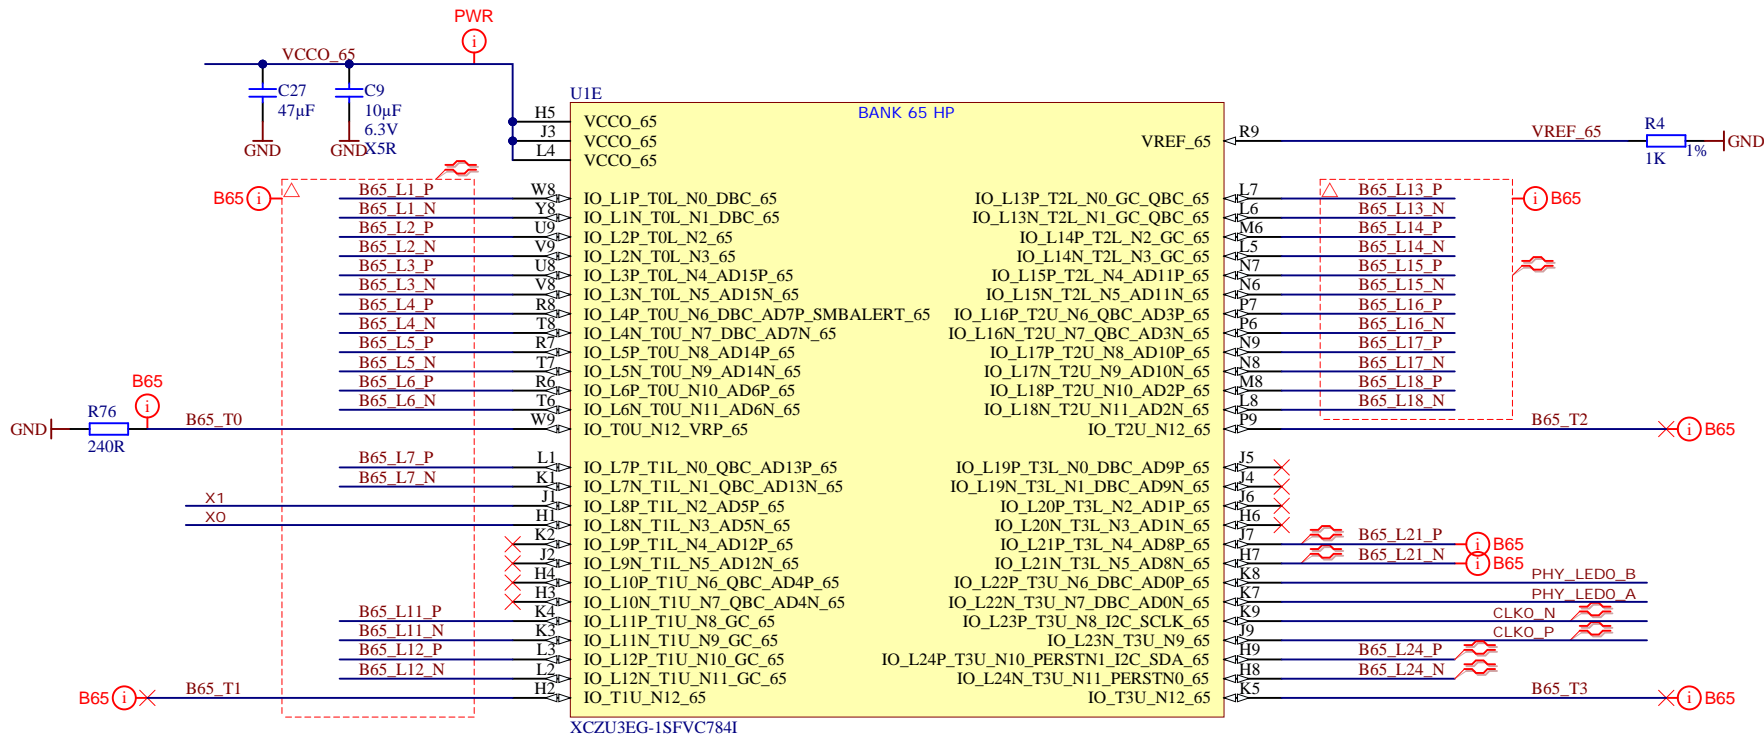 PWR
VCCO_65
C27
47µF
GND
C9
10µF
6.3V
X5R
GND
U1E
BANK 65 HP
H5 VCCO_65
J3 VCCO_65
L4 VCCO_65
B65
B65_L1_P W8 IO_L1P_T0L_N0_DBC_65
B65_L1_N Y8 IO_L1N_T0L_N1_DBC_65
B65_L2_P U9 IO_L2P_T0L_N2_65
B65_L2_N V9 IO_L2N_T0L_N3_65
B65_L3_P U8 IO_L3P_T0L_N4_AD15P_65
B65_L3_N V8 IO_L3N_T0L_N5_AD15N_65
B65_L4_P R8 IO_L4P_T0U_N6_DBC_AD7P_SMBALERT_65
B65_L4_N T8 IO_L4N_T0U_N7_DBC_AD7N_65
B65_L5_P R7 IO_L5P_T0U_N8_AD14P_65
B65_L5_N T7 IO_L5N_T0U_N9_AD14N_65
B65_L6_P R6 IO_L6P_T0U_N10_AD6P_65
B65_L6_N T6 IO_L6N_T0U_N11_AD6N_65
B65
R76
GND
240R
B65_T0 W9 IO_T0U_N12_VRP_65
B65_L7_P L1 IO_L7P_T1L_N0_QBC_AD13P_65
B65_L7_N K1 IO_L7N_T1L_N1_QBC_AD13N_65
X1 J1 IO_L8P_T1L_N2_AD5P_65
X0 H1 IO_L8N_T1L_N3_AD5N_65
K2 IO_L9P_T1L_N4_AD12P_65
J2 IO_L9N_T1L_N5_AD12N_65
H4 IO_L10P_T1U_N6_QBC_AD4P_65
H3 IO_L10N_T1U_N7_QBC_AD4N_65
B65_L11_P K4 IO_L11P_T1U_N8_GC_65
B65_L11_N K3 IO_L11N_T1U_N9_GC_65
B65_L12_P L3 IO_L12P_T1U_N10_GC_65
B65_L12_N L2 IO_L12N_T1U_N11_GC_65
B65 B65_T1 H2 IO_T1U_N12_65
VREF_65 R9 VREF_65
R4
1K
1%
GND
IO_L13P_T2L_N0_GC_QBC_65 L7 B65_L13_P
B65
IO_L13N_T2L_N1_GC_QBC_65 L6 B65_L13_N
IO_L14P_T2L_N2_GC_65 M6 B65_L14_P
IO_L14N_T2L_N3_GC_65 L5 B65_L14_N
IO_L15P_T2L_N4_AD11P_65 N7 B65_L15_P
IO_L15N_T2L_N5_AD11N_65 N6 B65_L15_N
IO_L16P_T2U_N6_QBC_AD3P_65 P7 B65_L16_P
IO_L16N_T2U_N7_QBC_AD3N_65 P6 B65_L16_N
IO_L17P_T2U_N8_AD10P_65 N9 B65_L17_P
IO_L17N_T2U_N9_AD10N_65 N8 B65_L17_N
IO_L18P_T2U_N10_AD2P_65 M8 B65_L18_P
IO_L18N_T2U_N11_AD2N_65 L8 B65_L18_N
IO_T2U_N12_65 P9 B65_T2 B65
IO_L19P_T3L_N0_DBC_AD9P_65 J5
IO_L19N_T3L_N1_DBC_AD9N_65 J4
IO_L20P_T3L_N2_AD1P_65 J6
IO_L20N_T3L_N3_AD1N_65 H6
IO_L21P_T3L_N4_AD8P_65 J7 B65_L21_P B65
IO_L21N_T3L_N5_AD8N_65 H7 B65_L21_N B65
IO_L22P_T3U_N6_DBC_AD0P_65 K8 PHY_LED0_B
IO_L22N_T3U_N7_DBC_AD0N_65 K7 PHY_LED0_A
IO_L23P_T3U_N8_I2C_SCLK_65 K9 CLK0_N
IO_L23N_T3U_N9_65 J9 CLK0_P
IO_L24P_T3U_N10_PERSTN1_I2C_SDA_65 H9 B65_L24_P
IO_L24N_T3U_N11_PERSTN0_65 H8 B65_L24_N
IO_T3U_N12_65 K5 B65_T3 B65
XCZU3EG-1SFVC784I